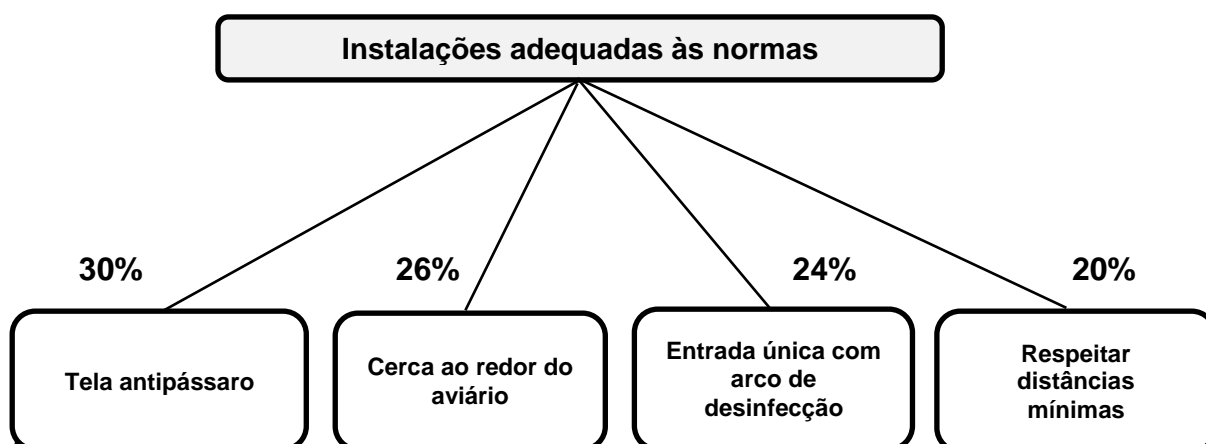 Instalações adequadas às normas
30%
26%
24%
20%
Tela antipássaro
Cerca ao redor do
aviário
Entrada única com
arco de
desinfecção
Respeitar
distâncias
mínimas